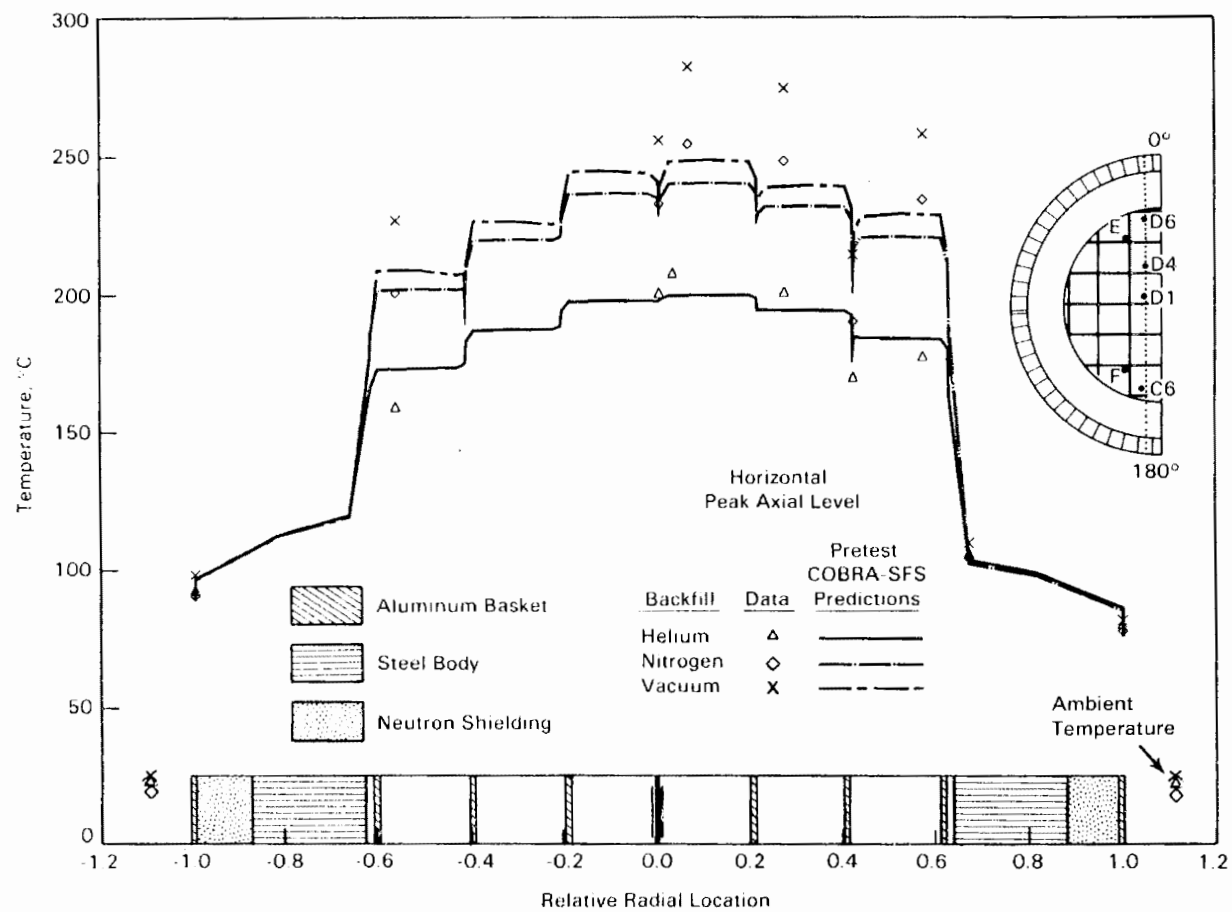 300
250
200
150
100
50
0
Temperature, °C
0°
E
D6
D4
D1
F
C6
180°
Horizontal
Peak Axial Level
Aluminum Basket
Steel Body
Neutron Shielding
Pretest
COBRA-SFS
Backfill Data Predictions
Helium
Nitrogen
Vacuum
Ambient
Temperature
-1.2 -1.0 -0.8 -0.6 -0.4 -0.2 0.0 0.2 0.4 0.6 0.8 1.0 1.2
Relative Radial Location